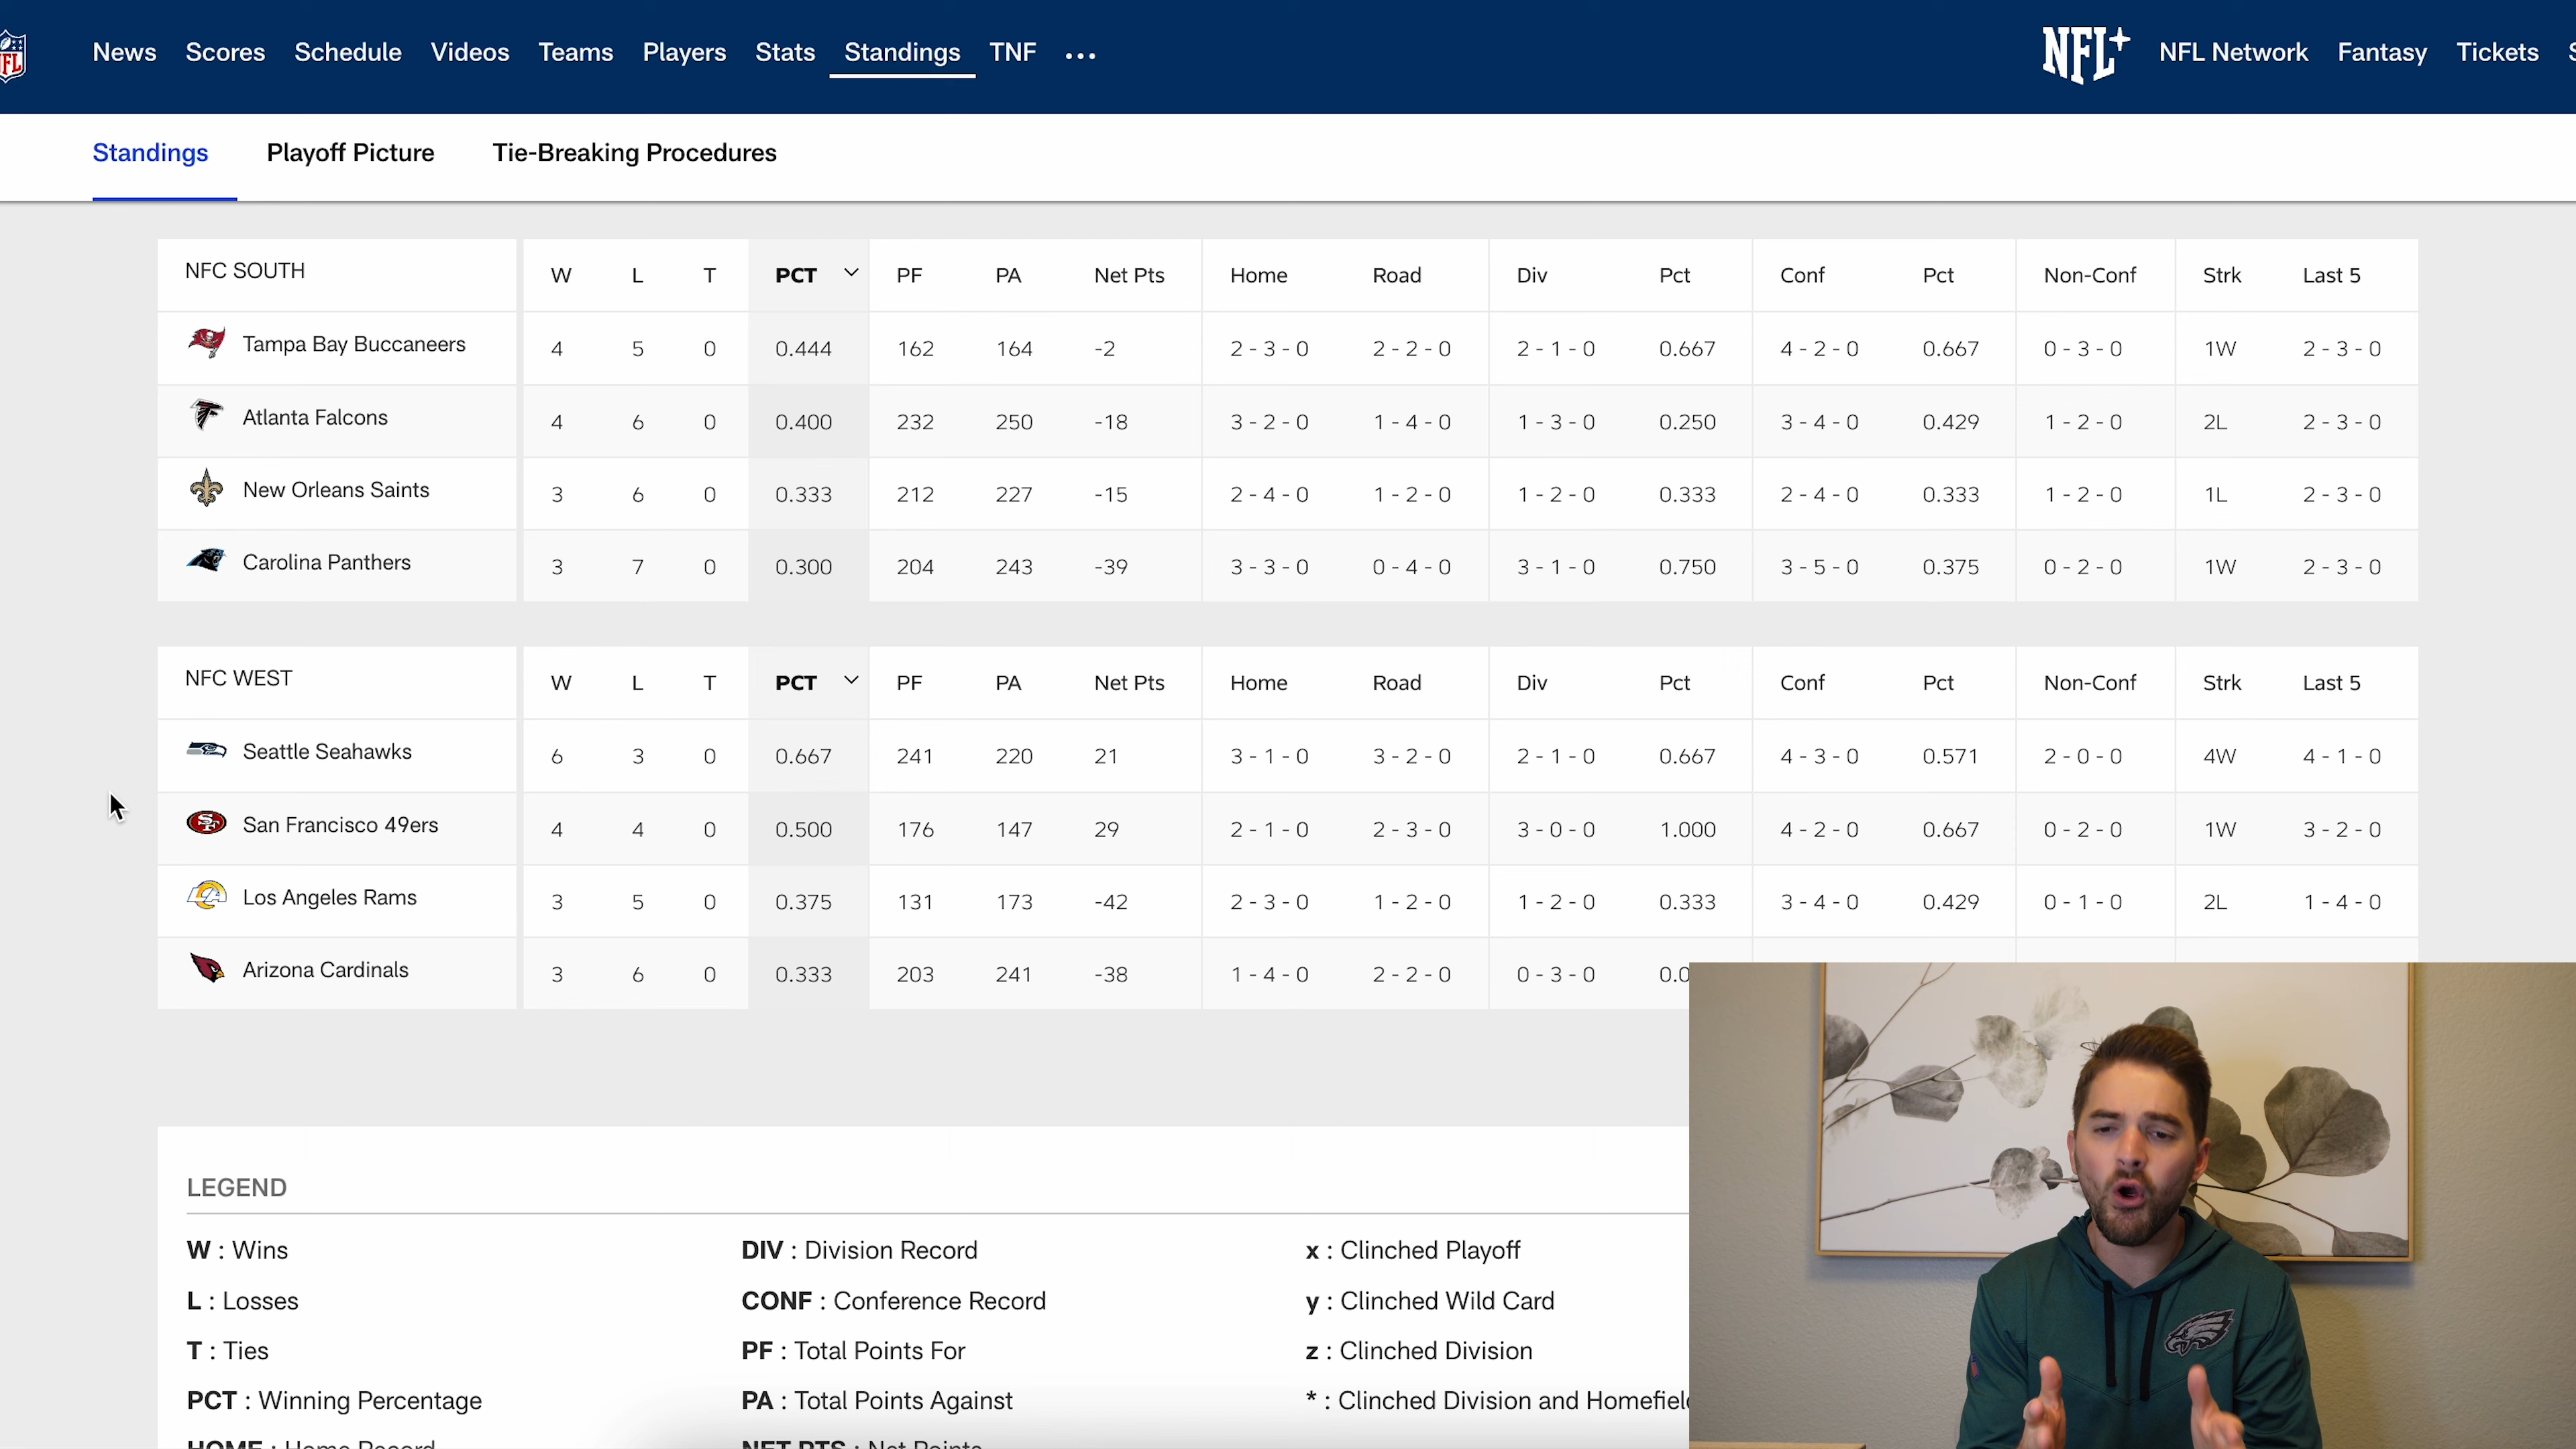 NFL News Scores Schedule Videos Teams Players Stats Standings TNF ... NFL+ NFL Network Fantasy Tickets
Standings Playoff Picture Tie-Breaking Procedures
NFC SOUTH W L T PCT PF PA Net Pts Home Road Div Pct Conf Pct Non-Conf Strk Last 5
Tampa Bay Buccaneers 4 5 0 0.444 162 164 -2 2 - 3 - 0 2 - 2 - 0 2 - 1 - 0 0.667 4 - 2 - 0 0.667 0 - 3 - 0 1W 2 - 3 - 0
Atlanta Falcons 4 6 0 0.400 232 250 -18 3 - 2 - 0 1 - 4 - 0 1 - 3 - 0 0.250 3 - 4 - 0 0.429 1 - 2 - 0 2L 2 - 3 - 0
New Orleans Saints 3 6 0 0.333 212 227 -15 2 - 4 - 0 1 - 2 - 0 1 - 2 - 0 0.333 2 - 4 - 0 0.333 1 - 2 - 0 1L 2 - 3 - 0
Carolina Panthers 3 7 0 0.300 204 243 -39 3 - 3 - 0 0 - 4 - 0 3 - 1 - 0 0.750 3 - 5 - 0 0.375 0 - 2 - 0 1W 2 - 3 - 0
NFC WEST W L T PCT PF PA Net Pts Home Road Div Pct Conf Pct Non-Conf Strk Last 5
Seattle Seahawks 6 3 0 0.667 241 220 21 3 - 1 - 0 3 - 2 - 0 2 - 1 - 0 0.667 4 - 3 - 0 0.571 2 - 0 - 0 4W 4 - 1 - 0
San Francisco 49ers 4 4 0 0.500 176 147 29 2 - 1 - 0 2 - 3 - 0 3 - 0 - 0 1.000 4 - 2 - 0 0.667 0 - 2 - 0 1W 3 - 2 - 0
Los Angeles Rams 3 5 0 0.375 131 173 -42 2 - 3 - 0 1 - 2 - 0 1 - 2 - 0 0.333 3 - 4 - 0 0.429 0 - 1 - 0 2L 1 - 4 - 0
Arizona Cardinals 3 6 0 0.333 203 241 -38 1 - 4 - 0 2 - 2 - 0 0 - 3 - 0 0.0
LEGEND
W : Wins DIV : Division Record x : Clinched Playoff
L : Losses CONF : Conference Record y : Clinched Wild Card
T : Ties PF : Total Points For z : Clinched Division
PCT : Winning Percentage PA : Total Points Against * : Clinched Division and Homefiel
HOME : Home Record NET PTS : Net Points